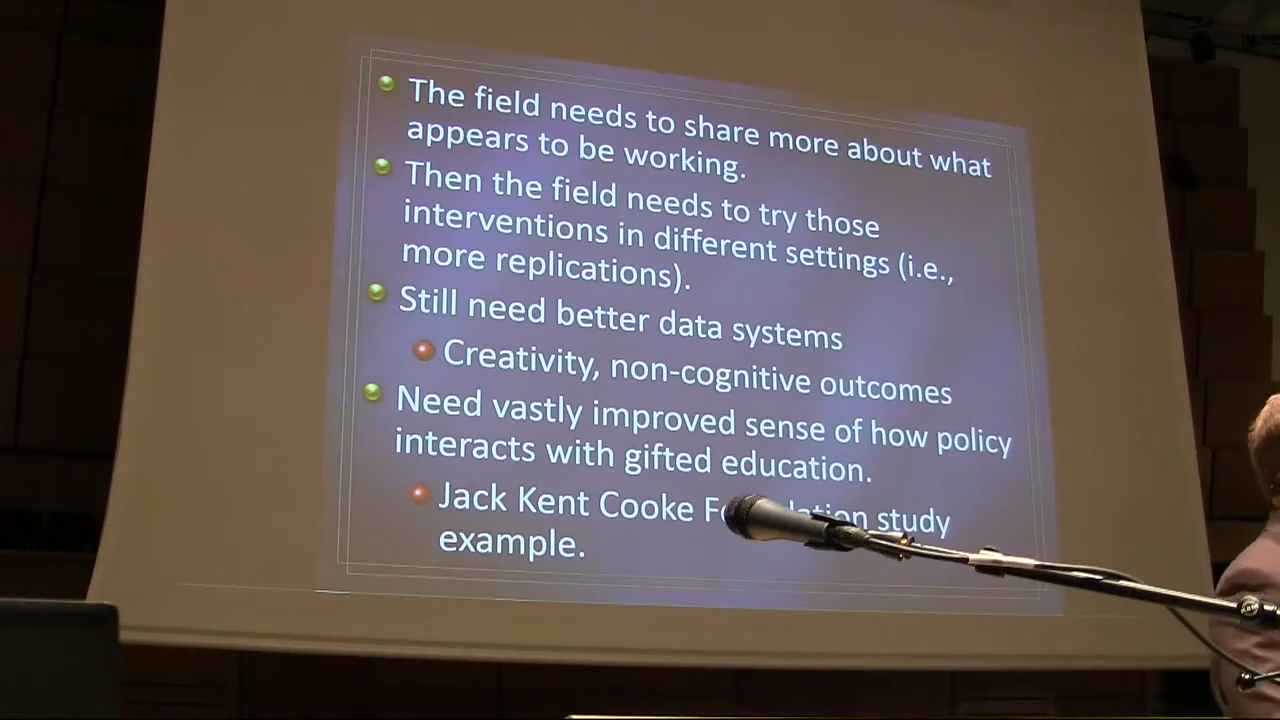 The field needs to share more about what
appears to be working.
Then the field needs to try those
interventions in different settings (i.e.,
more replications).
Still need better data systems
Creativity, non-cognitive outcomes
Need vastly improved sense of how policy
interacts with gifted education.
Jack Kent Cooke study
example.